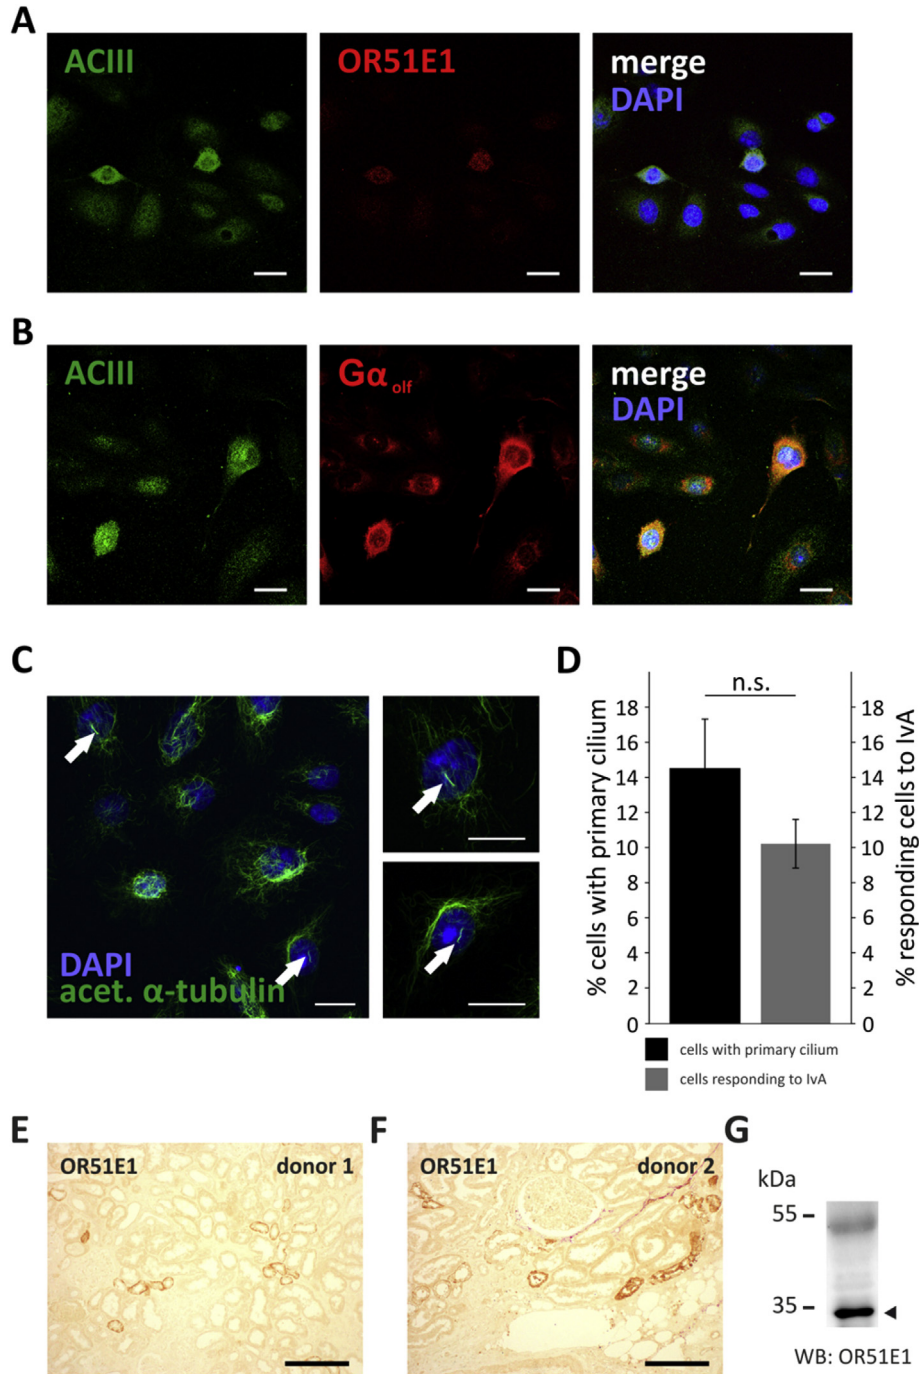 A
ACIII
OR51E1
merge
DAPI
B
ACIII
Gα olf
merge
DAPI
C
DAPI
acet. α-tubulin
D
n.s.
% cells with primary cilium
18
16
14
12
10
8
6
4
2
0
18
16
14
12
10
8
6
4
2
0
% responding cells to IvA
cells with primary cilium
cells responding to IvA
E
OR51E1 donor 1
F
OR51E1 donor 2
G
kDa
55
35
WB: OR51E1